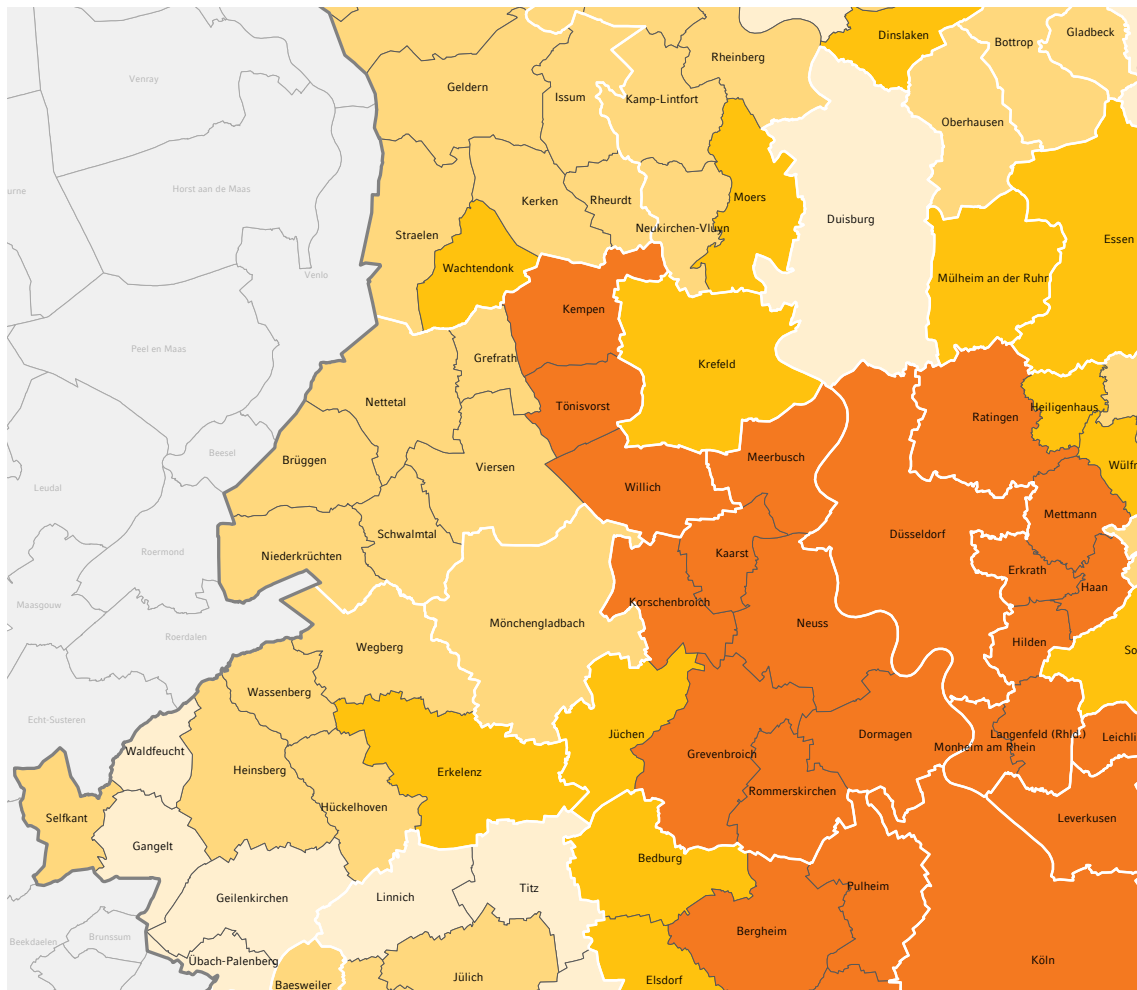 Dinslaken
Gladbeck
Bottrop
Rheinberg
Venray
Geldern
Issum
Kamp-Lintfort
Oberhausen
urne
Horst aan de Maas
Kerken
Rheurdt
Moers
Duisburg
Neukirchen-Vluyn
Straelen
Essen
Wachtendonk
Venlo
Mülheim an der Ruhr
Kempen
Peel en Maas
Grefrath
Krefeld
Nettetal
Tönisvorst
Heiligenhaus
Ratingen
Beesel
Brüggen
Meerbusch
Viersen
Wülfr
Leudal
Willich
Mettmann
Schwalmtal
Düsseldorf
Roermond
Niederkrüchten
Kaarst
Erkrath
Haan
Maasgouw
Korschenbroich
Mönchengladbach
Neuss
Roerdalen
Hilden
Wegberg
So
Wassenberg
Echt-Susteren
Jüchen
Dormagen
Langenfeld (Rhld.)
Leichli
Monheim am Rhein
Waldfeucht
Grevenbroich
Heinsberg
Erkelenz
Rommerskirchen
Hückelhoven
Selfkant
Leverkusen
Gangelt
Bedburg
Pulheim
Titz
Linnich
Geilenkirchen
Bergheim
Brunssum
Beekdaelen
Übach-Palenberg
Köln
Jülich
Elsdorf
Baesweiler